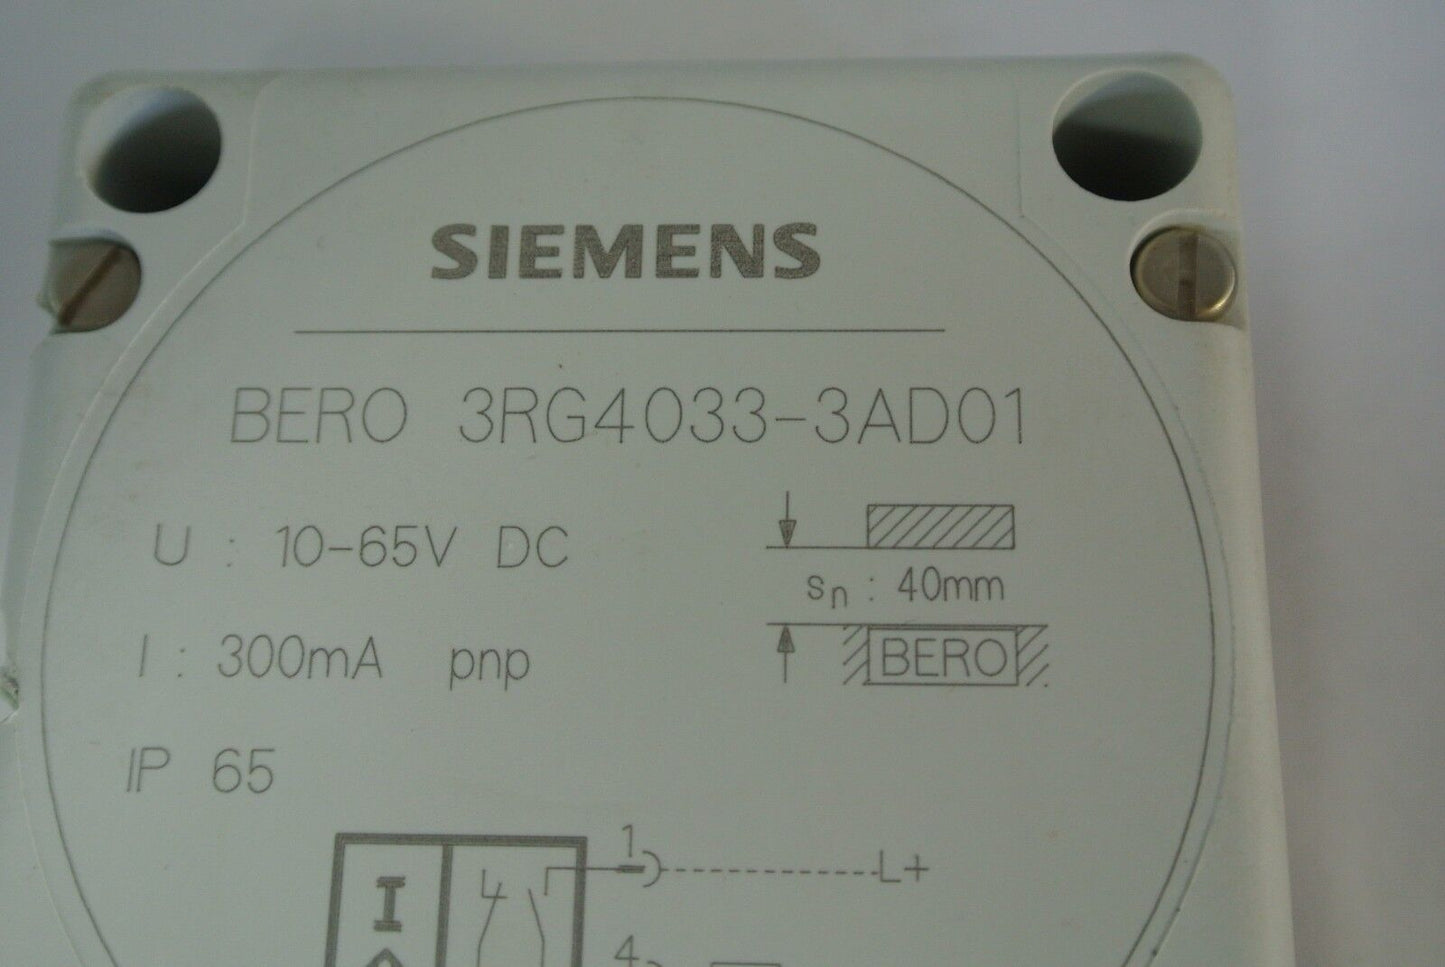 SIEMENS
BERO 3RG4033-3AD01
U : 10-65V DC
sn : 40mm
I : 300mA pnp
BERO
IP 65
1
L+
I
4